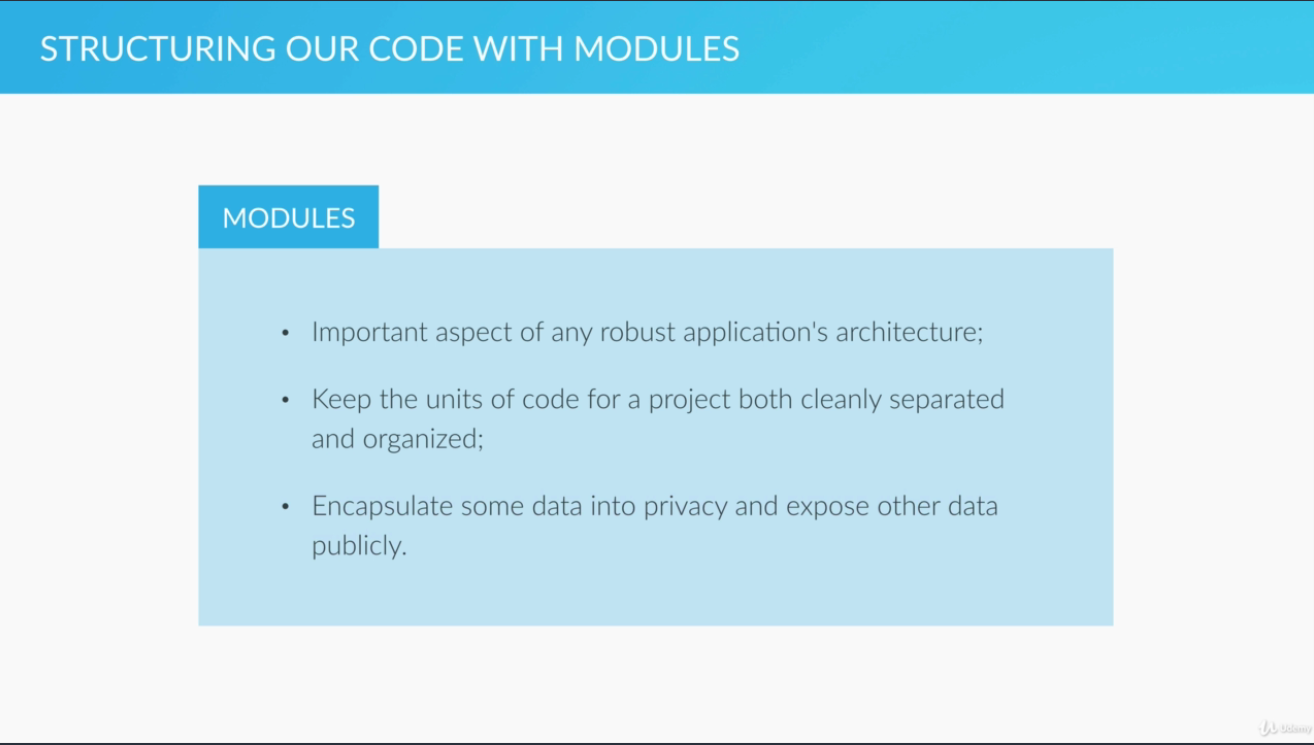 STRUCTURING OUR CODE WITH MODULES
MODULES
• Important aspect of any robust application's architecture;
• Keep the units of code for a project both cleanly separated
and organized;
• Encapsulate some data into privacy and expose other data
publicly.
Udemy